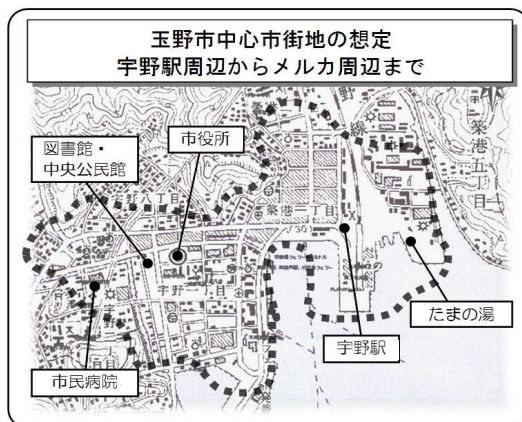 玉野市中心市街地の想定
宇野駅周辺からメルカ周辺まで
市役所
図書館・
中央公民館
築港五丁目
築港一丁目
宇野
たまの湯
宇野駅
市民病院